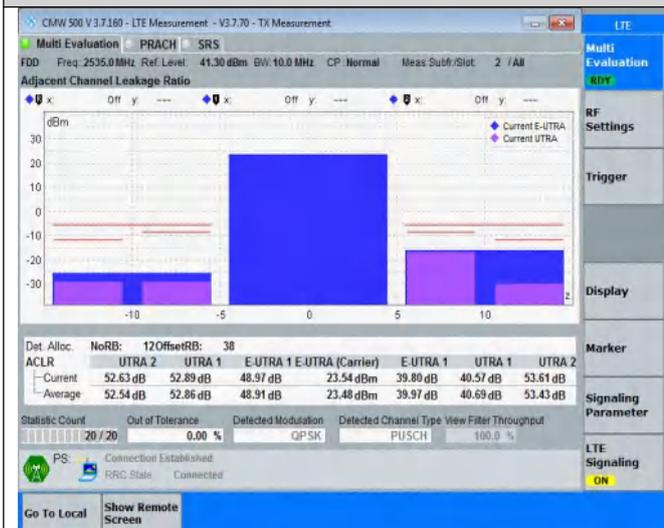 CMW 500 V 3.7.160 - LTE Measurement - V3.7.70 - TX Measurement
LTE
Multi Evaluation PRACH SRS
Multi
Evaluation
RDY
FDD Freq.:2535.0 MHz Ref. Level: 41.30 dBm BW: 10.0 MHz CP :Normal Meas Subfr./Slot: 2 / All
Adjacent Channel Leakage Ratio
x: Off y: --- x: Off y: --- x: Off y: ---
RF
Settings
dBm
Current E-UTRA
Current UTRA
30
20
10
0
-10
-20
-30
Trigger
Display
-10 -5 0 5 10
Det. Alloc. NoRB: 12 OffsetRB: 38
Marker
ACLR UTRA 2 UTRA 1 E-UTRA 1 E-UTRA (Carrier) E-UTRA 1 UTRA 1 UTRA 2
Current 52.63 dB 52.89 dB 48.97 dB 23.54 dBm 39.80 dB 40.57 dB 53.61 dB
Average 52.54 dB 52.86 dB 48.91 dB 23.48 dBm 39.97 dB 40.69 dB 53.43 dB
Signaling
Parameter
Statistic Count Out of Tolerance Detected Modulation Detected Channel Type View Filter Throughput
20 / 20 0.00 % QPSK PUSCH 100.0 %
PS: Connection Established
RRC State Connected
LTE
Signaling
ON
Go To Local
Show Remote
Screen